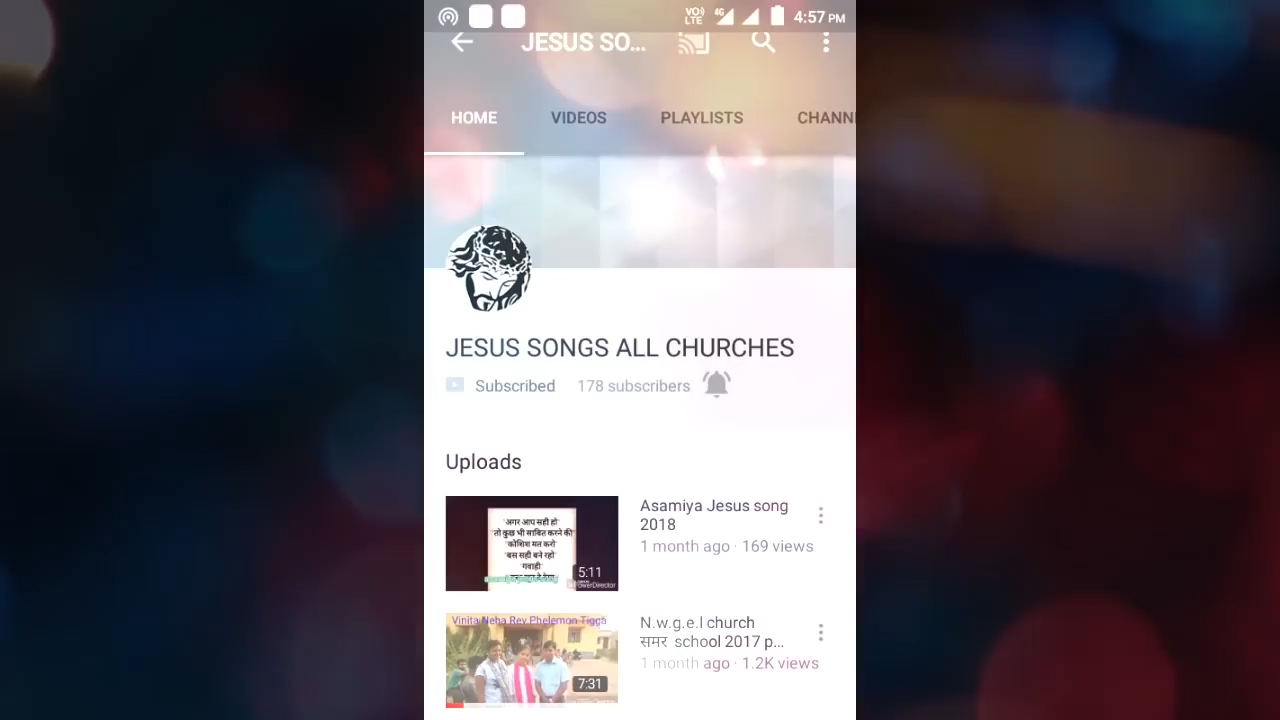 VO)
LTE
4G
4:57 PM
JESUS SO...
HOME
VIDEOS
PLAYLISTS
CHANN
JESUS SONGS ALL CHURCHES
Subscribed
178 subscribers
Uploads
अगर आप सही हो
तो कुछ भी साबित करने की
कोशिश मत करो
बस सही बने रहो
गवाही
5:11
PowerDirector
Asamiya Jesus song
2018
1 month ago · 169 views
Vinita Neha Rev Phelemon Tigga
7:31
N.w.g.e.l church
समर school 2017 p...
1 month ago · 1.2K views